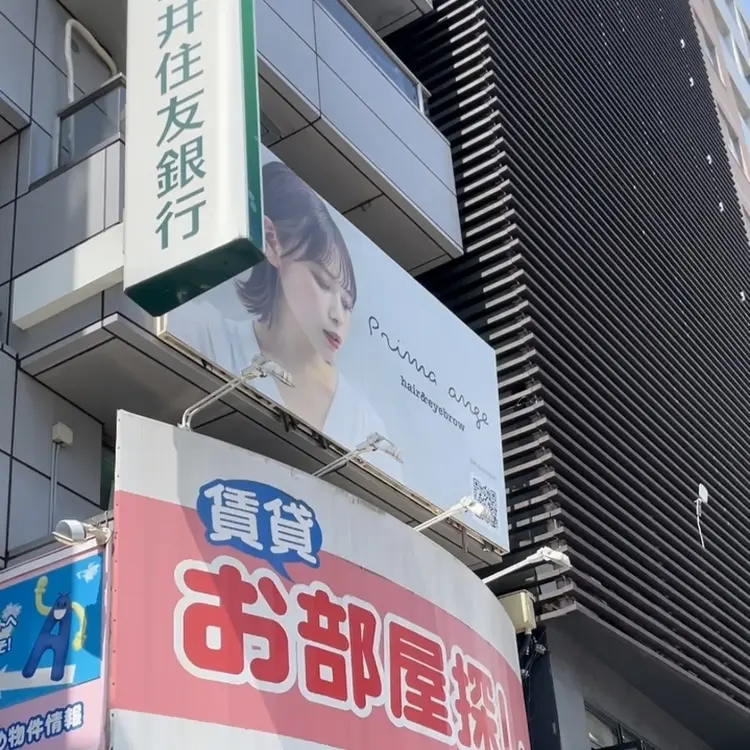 井住友銀行
prima ange
hair&eyebrow
賃貸
お部屋探し
へ
物件情報